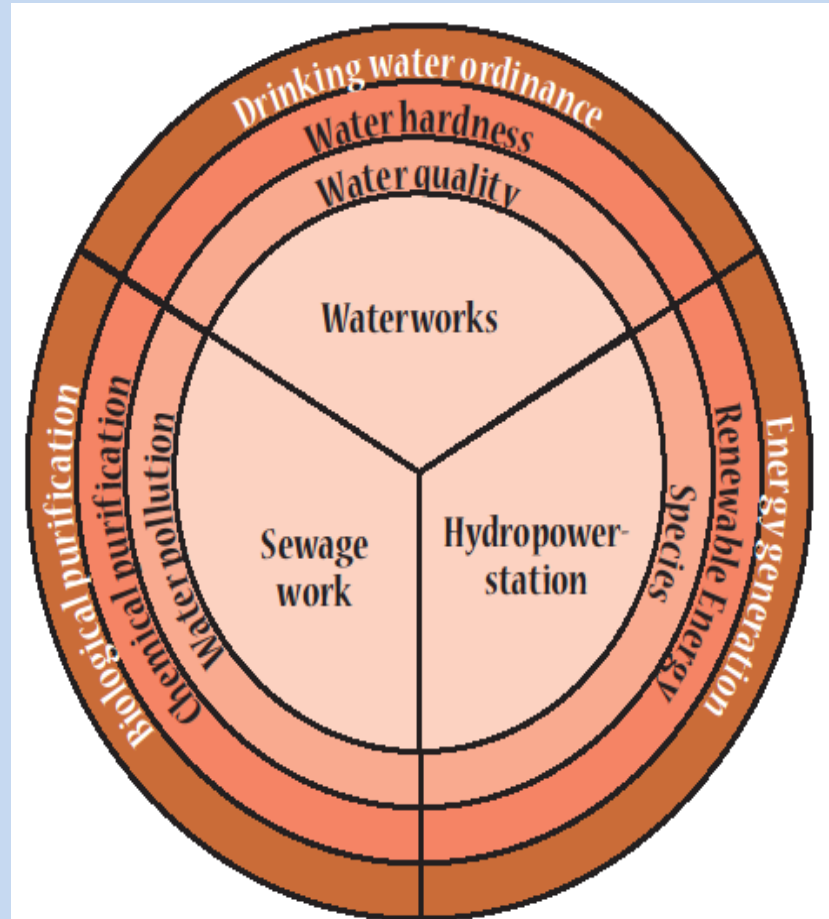 Drinking water ordinance
Water hardness
Water quality
Waterworks
Biological purification
Chemical purification
Water pollution
Sewage
work
Hydropower-
station
Species
Renewable Energy
Energy generation